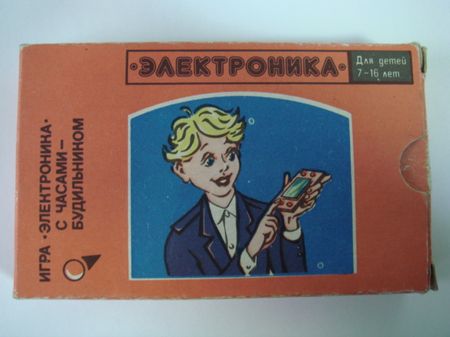 ·ЭЛЕКТРОНИКА·
Для детей
7-16 лет
ИГРА ·ЭЛЕКТРОНИКА·
С ЧАСАМИ-
БУДИЛЬНИКОМ